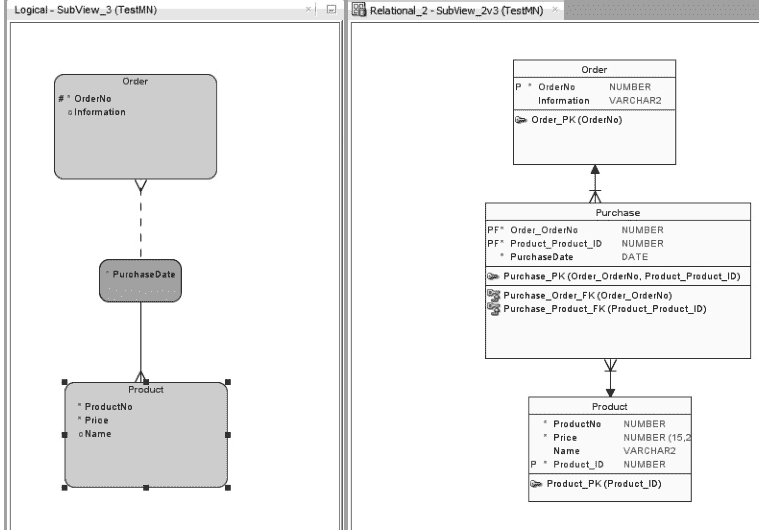 Logical - SubView_3 (TestMN)
Order
# * OrderNo
o Information
* PurchaseDate
Product
* ProductNo
* Price
o Name
Relational_2 - SubView_2v3 (TestMN)
Order
P * OrderNo NUMBER
Information VARCHAR2
Order_PK (OrderNo)
Purchase
PF* Order_OrderNo NUMBER
PF* Product_Product_ID NUMBER
* PurchaseDate DATE
Purchase_PK (Order_OrderNo, Product_Product_ID)
Purchase_Order_FK (Order_OrderNo)
Purchase_Product_FK (Product_Product_ID)
Product
* ProductNo NUMBER
* Price NUMBER (15,2
Name VARCHAR2
P * Product_ID NUMBER
Product_PK (Product_ID)